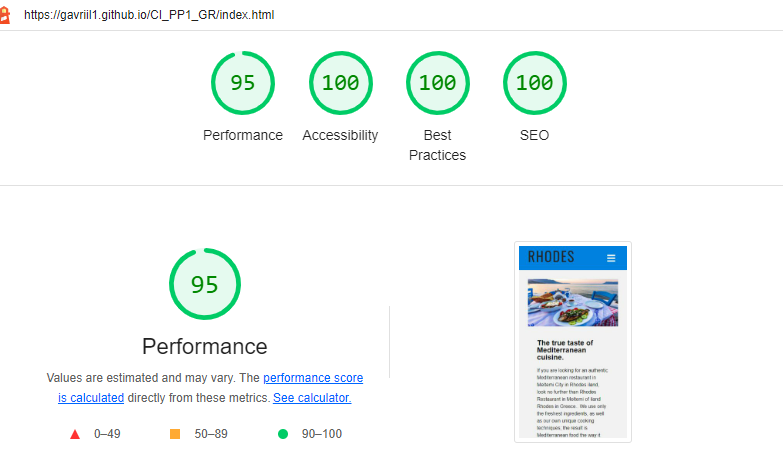 https://gavriil1.github.io/CI_PP1_GR/index.html
95
100
100
100
Performance
Accessibility
Best
Practices
SEO
95
Performance
Values are estimated and may vary. The performance score
is calculated directly from these metrics. See calculator.
0–49
50–89
90–100
RHODES
The true taste of
Mediterranean
cuisine.
If you are looking for an authentic
Mediterranean restaurant in
Rhodes iland,
look no further than Rhodes
Restaurant in of iland
Rhodes in Greece. We use only
the freshest ingredients, as well
as our own unique cooking
techniques, the result is
Mediterranean food the way it